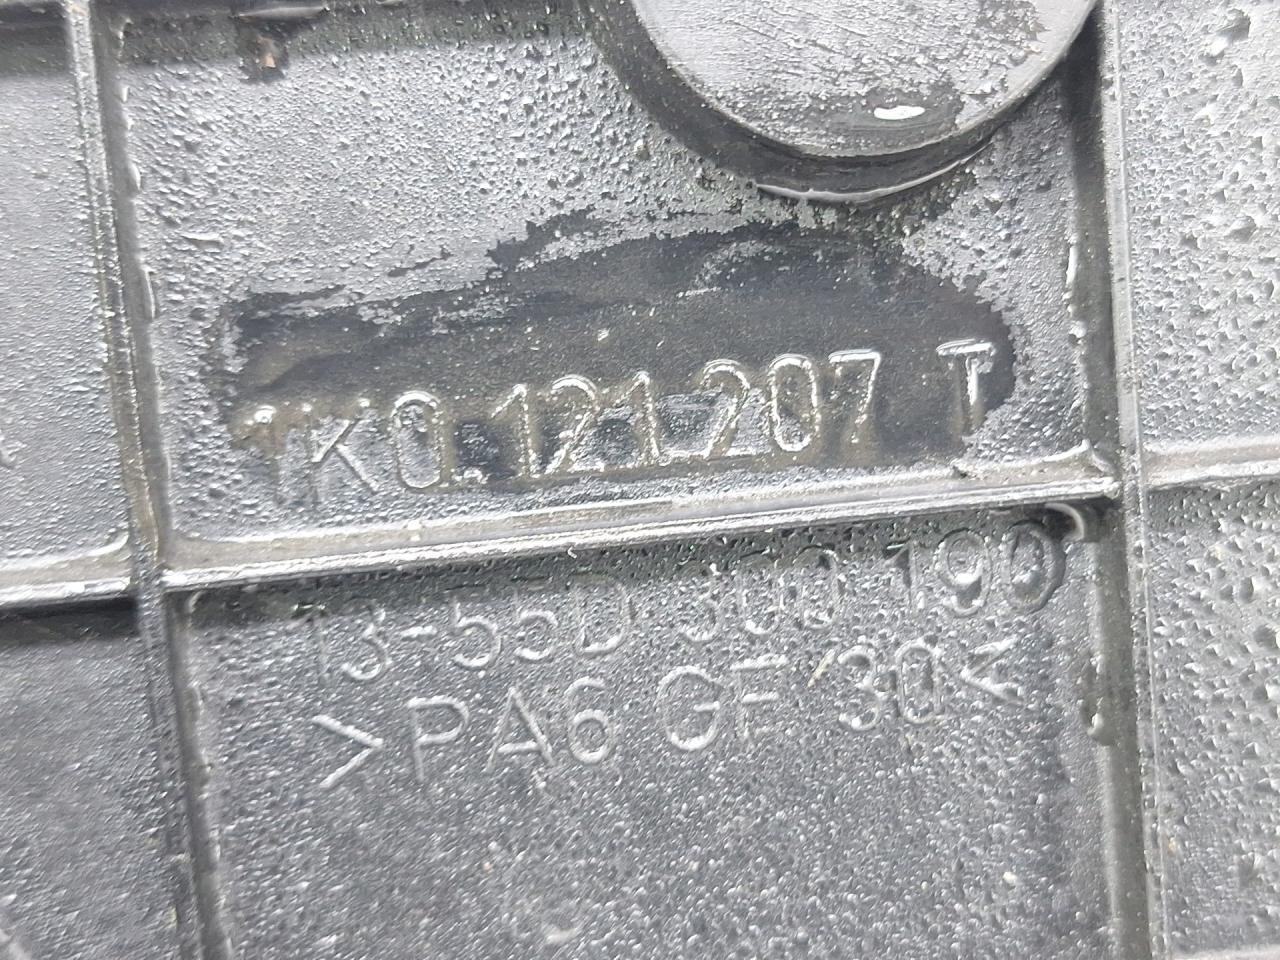 1K0.121.207 T
13-55D 300 190
>PA6 GF 30<